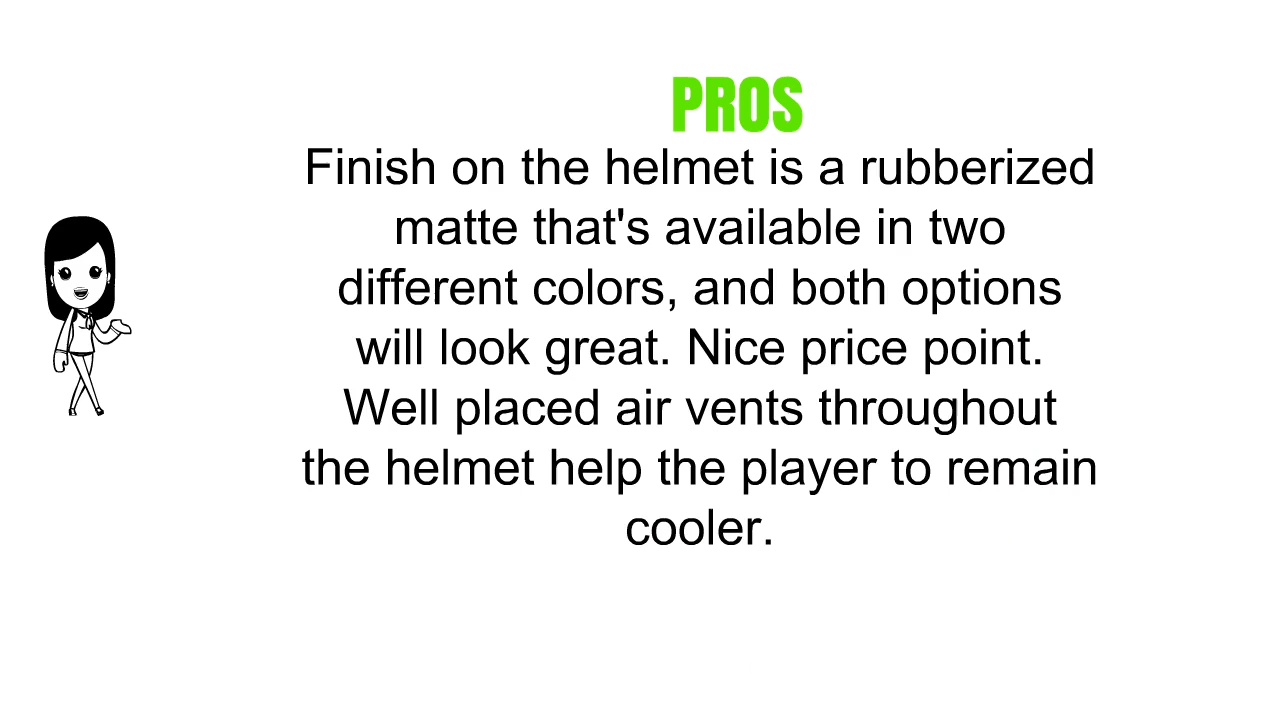 PROS
Finish on the helmet is a rubberized
matte that's available in two
different colors, and both options
will look great. Nice price point.
Well placed air vents throughout
the helmet help the player to remain
cooler.